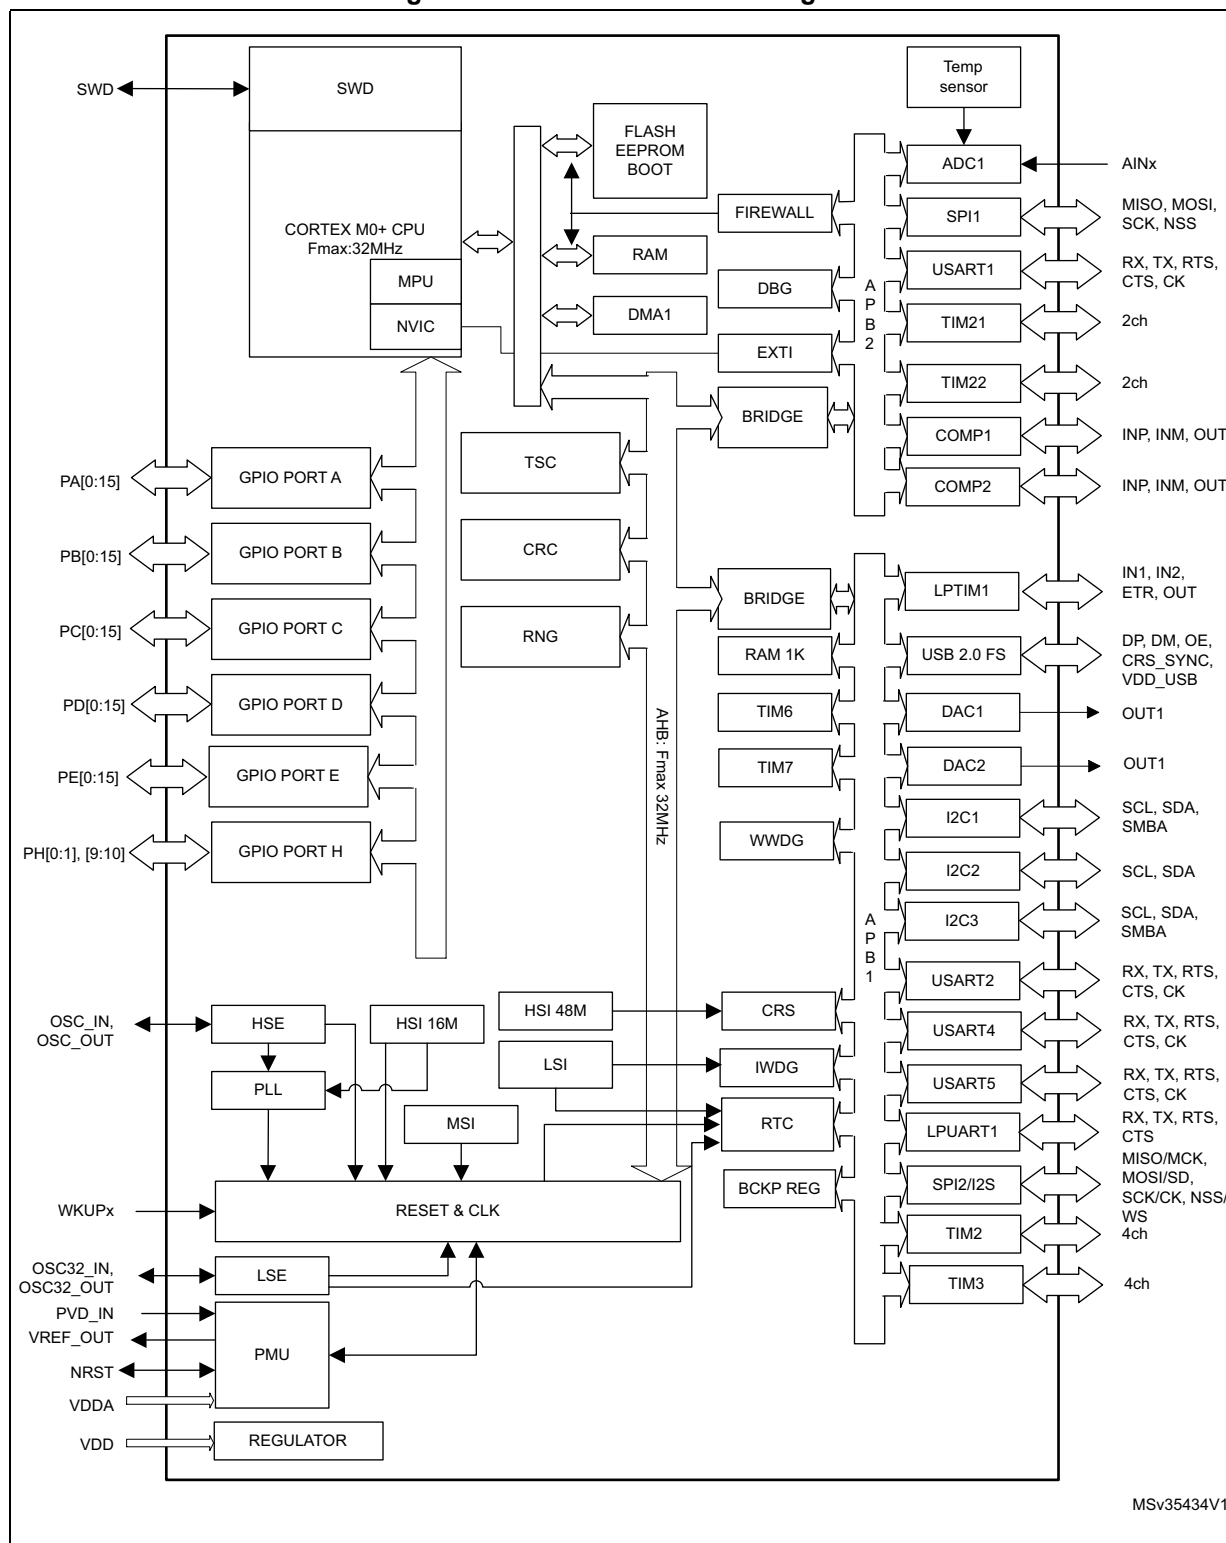 SWD
SWD
CORTEX M0+ CPU
Fmax:32MHz
MPU
NVIC
FLASH
EEPROM
BOOT
RAM
DMA1
FIREWALL
DBG
EXTI
BRIDGE
APB2
Temp
sensor
ADC1
AINx
SPI1
MISO, MOSI,
SCK, NSS
USART1
RX, TX, RTS,
CTS, CK
TIM21
2ch
TIM22
2ch
COMP1
INP, INM, OUT
COMP2
INP, INM, OUT
PA[0:15]
GPIO PORT A
PB[0:15]
GPIO PORT B
PC[0:15]
GPIO PORT C
PD[0:15]
GPIO PORT D
PE[0:15]
GPIO PORT E
PH[0:1], [9:10]
GPIO PORT H
TSC
CRC
RNG
AHB: Fmax 32MHz
BRIDGE
RAM 1K
TIM6
TIM7
WWDG
APB1
LPTIM1
IN1, IN2,
ETR, OUT
USB 2.0 FS
DP, DM, OE,
CRS_SYNC,
VDD_USB
DAC1
OUT1
DAC2
OUT1
I2C1
SCL, SDA,
SMBA
I2C2
SCL, SDA
I2C3
SCL, SDA,
SMBA
USART2
RX, TX, RTS,
CTS, CK
USART4
RX, TX, RTS,
CTS, CK
USART5
RX, TX, RTS,
CTS, CK
LPUART1
RX, TX, RTS,
CTS
SPI2/I2S
MISO/MCK,
MOSI/SD,
SCK/CK, NSS/
WS
TIM2
4ch
TIM3
4ch
OSC_IN,
OSC_OUT
HSE
HSI 16M
PLL
MSI
HSI 48M
CRS
LSI
IWDG
RTC
BCKP REG
WKUPx
RESET & CLK
OSC32_IN,
OSC32_OUT
LSE
PVD_IN
VREF_OUT
NRST
VDDA
PMU
VDD
REGULATOR
MSv35434V1